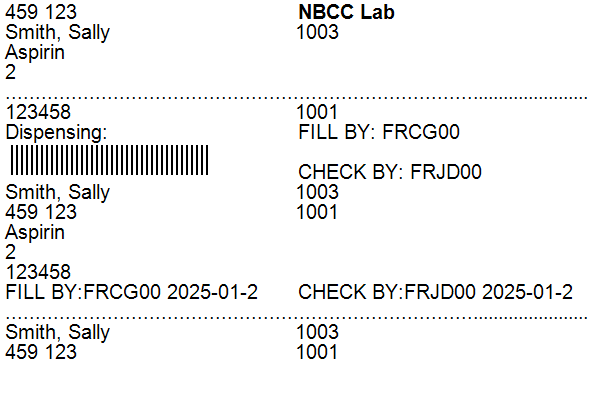 459 123 NBCC Lab
Smith, Sally 1003
Aspirin
2
123458 1001
Dispensing: FILL BY: FRCG00
CHECK BY: FRJD00
Smith, Sally 1003
459 123 1001
Aspirin
2
123458
FILL BY:FRCG00 2025-01-2 CHECK BY:FRJD00 2025-01-2
Smith, Sally 1003
459 123 1001